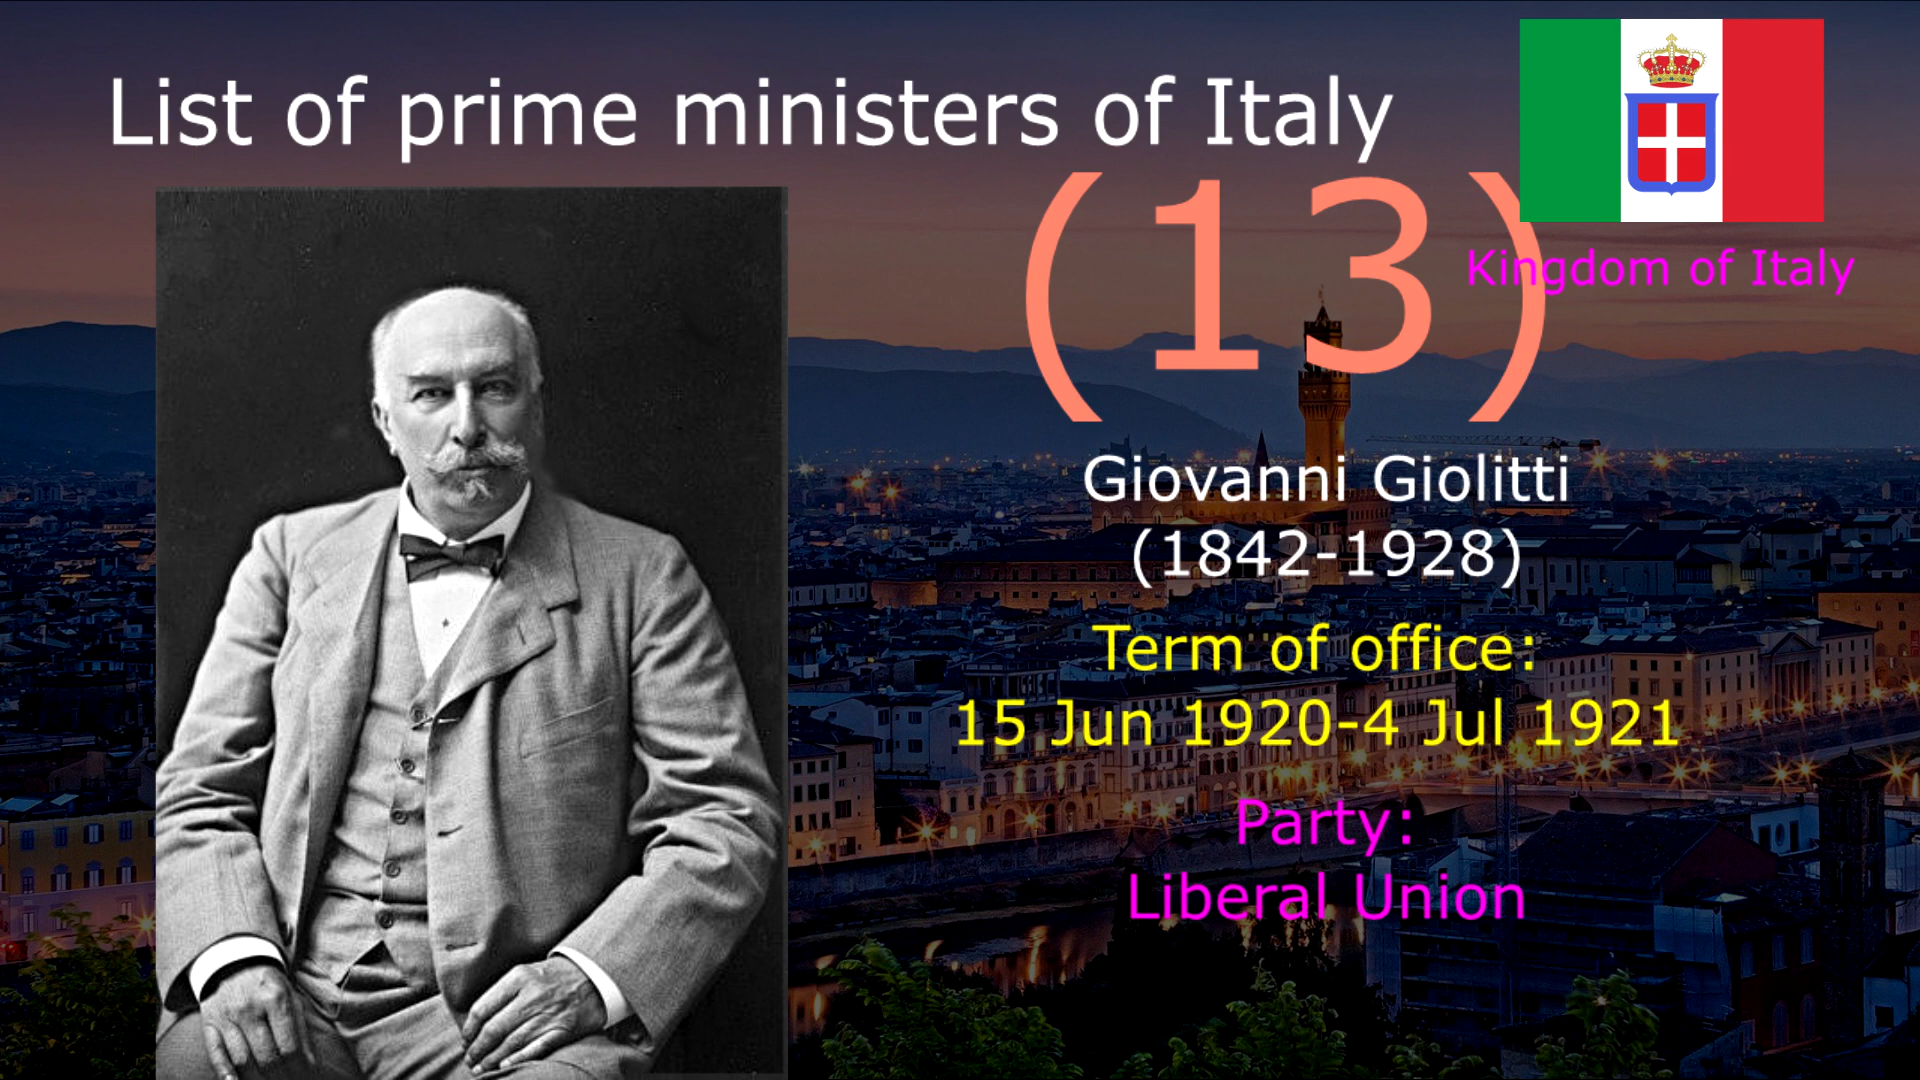 List of prime ministers of Italy
(13)
Kingdom of Italy
Giovanni Giolitti
(1842-1928)
Term of office:
15 Jun 1920-4 Jul 1921
Party:
Liberal Union